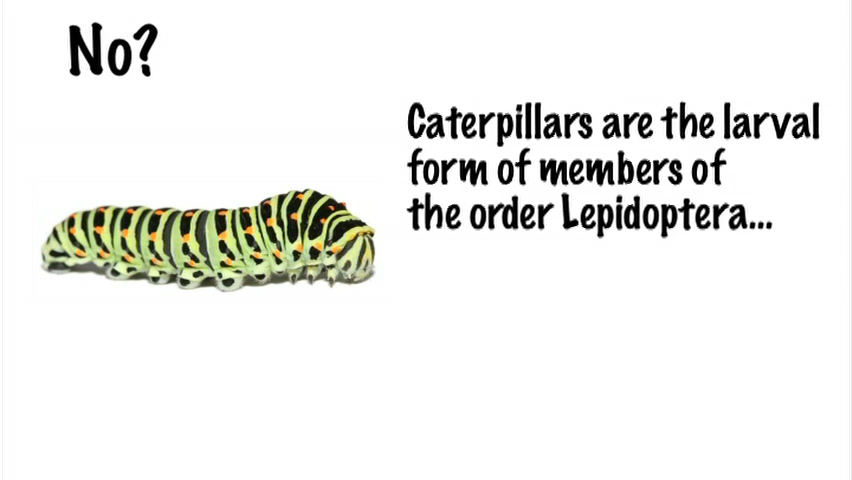 No?
Caterpillars are the larval
form of members of
the order Lepidoptera...